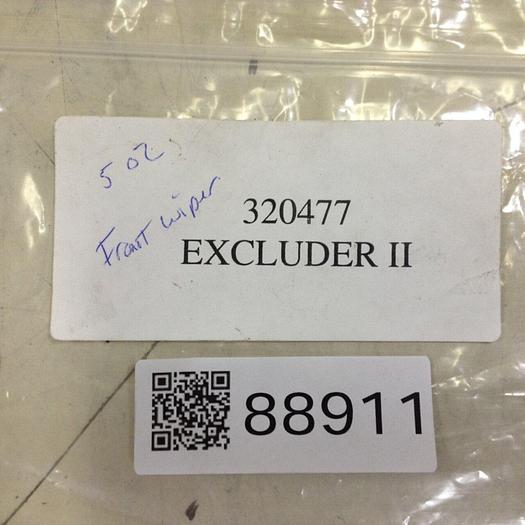 5 oz
Front wiper
320477
EXCLUDER II
88911